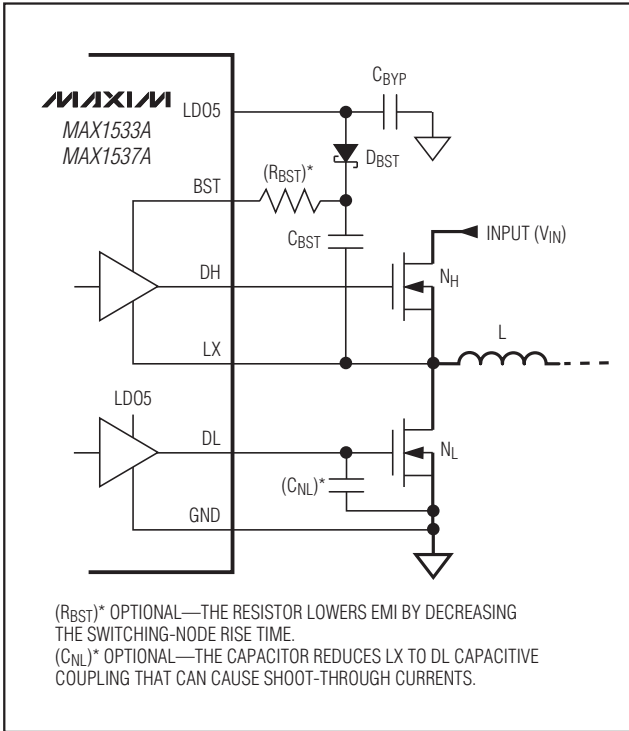 MAXIM
MAX1533A
MAX1537A
LDO5
CBYP
DBST
(RBST)*
BST
CBST
INPUT (VIN)
DH
NH
L
LX
LDO5
DL
NL
(CNL)*
GND
(RBST)* OPTIONAL—THE RESISTOR LOWERS EMI BY DECREASING
THE SWITCHING-NODE RISE TIME.
(CNL)* OPTIONAL—THE CAPACITOR REDUCES LX TO DL CAPACITIVE
COUPLING THAT CAN CAUSE SHOOT-THROUGH CURRENTS.